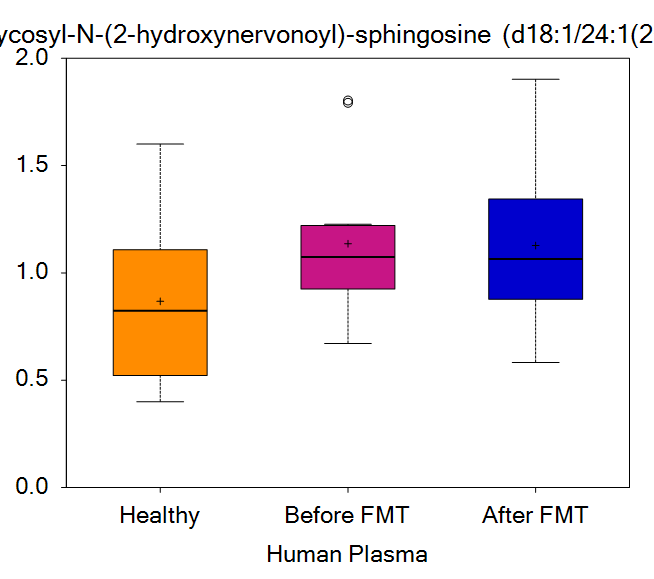 ycosyl-N-(2-hydroxynervonoyl)-sphingosine (d18:1/24:1(2
2.0
1.5
1.0
0.5
0.0
Healthy Before FMT After FMT
Human Plasma